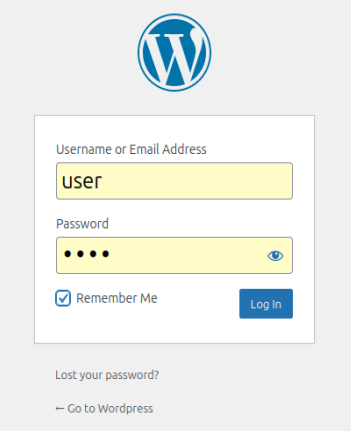 Username or Email Address
user
Password
••••
Remember Me
Log In
Lost your password?
← Go to Wordpress